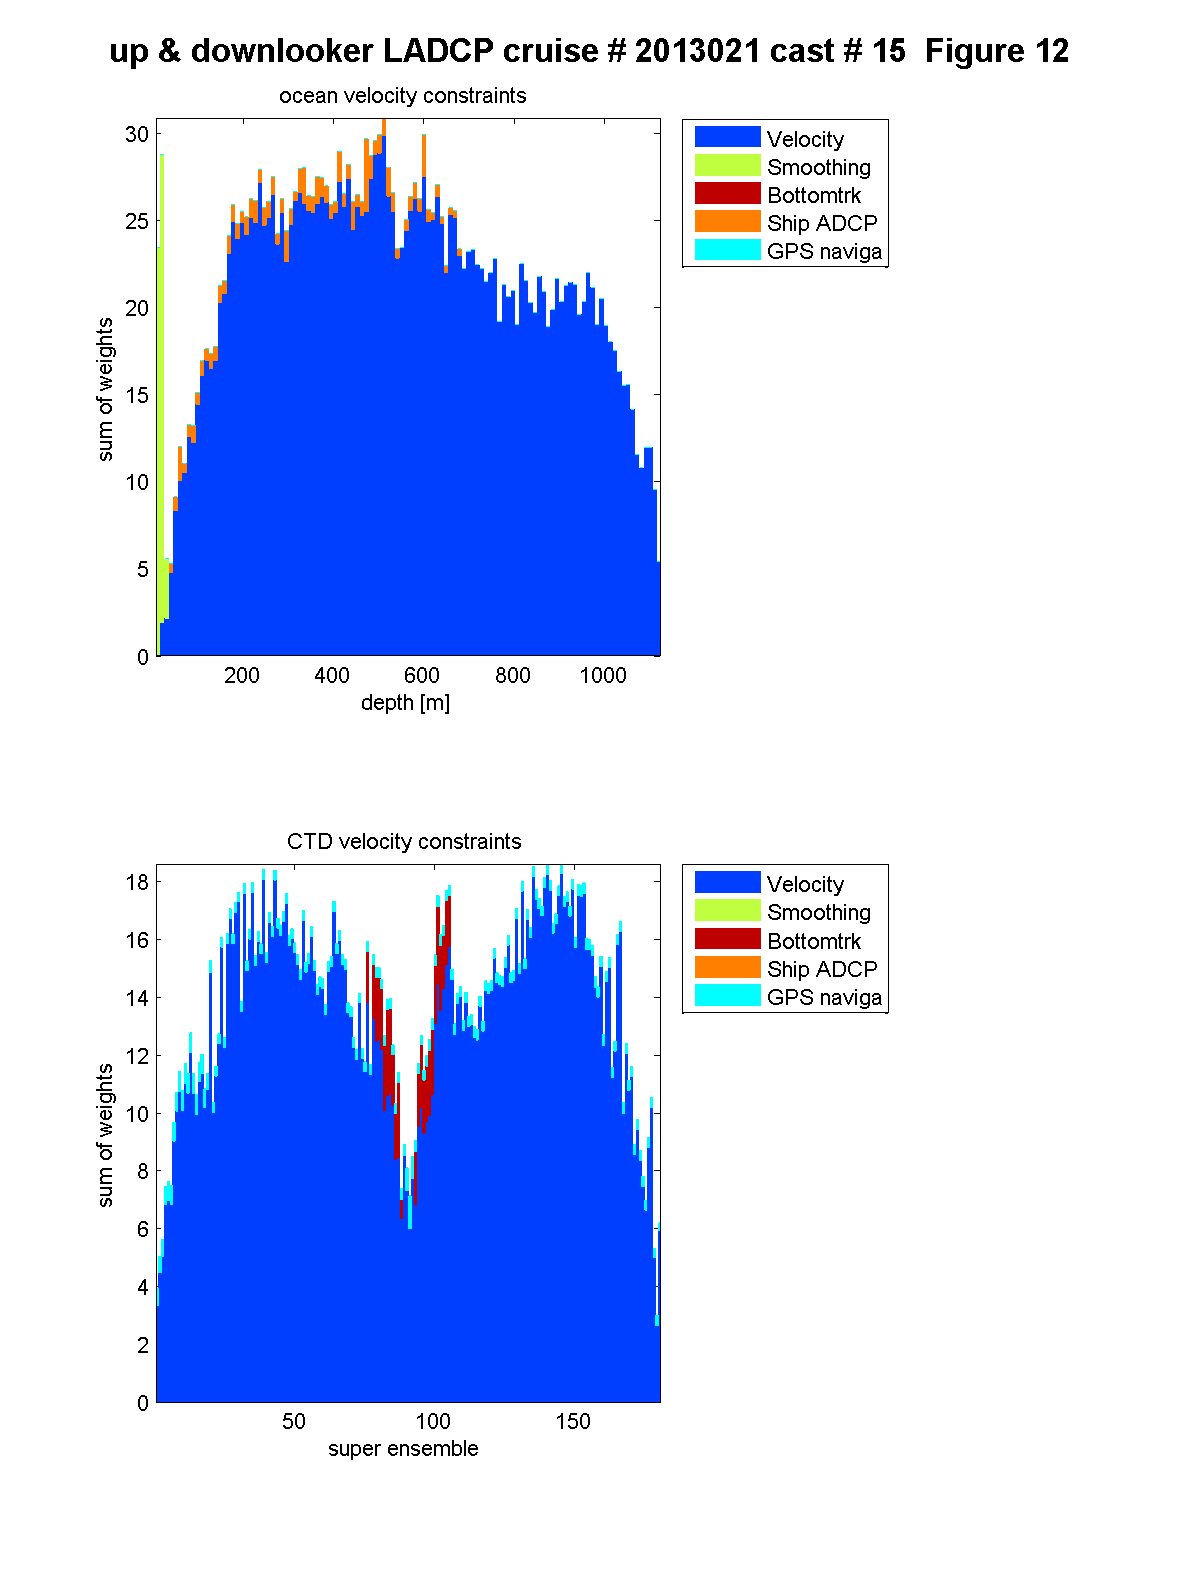 up & downlooker LADCP cruise # 2013021 cast # 15  Figure 12
ocean velocity constraints
30
25
20
15
10
5
0
sum of weights
200 400 600 800 1000
depth [m]
Velocity
Smoothing
Bottomtrk
Ship ADCP
GPS naviga
CTD velocity constraints
18
16
14
12
10
8
6
4
2
0
sum of weights
50 100 150
super ensemble
Velocity
Smoothing
Bottomtrk
Ship ADCP
GPS naviga